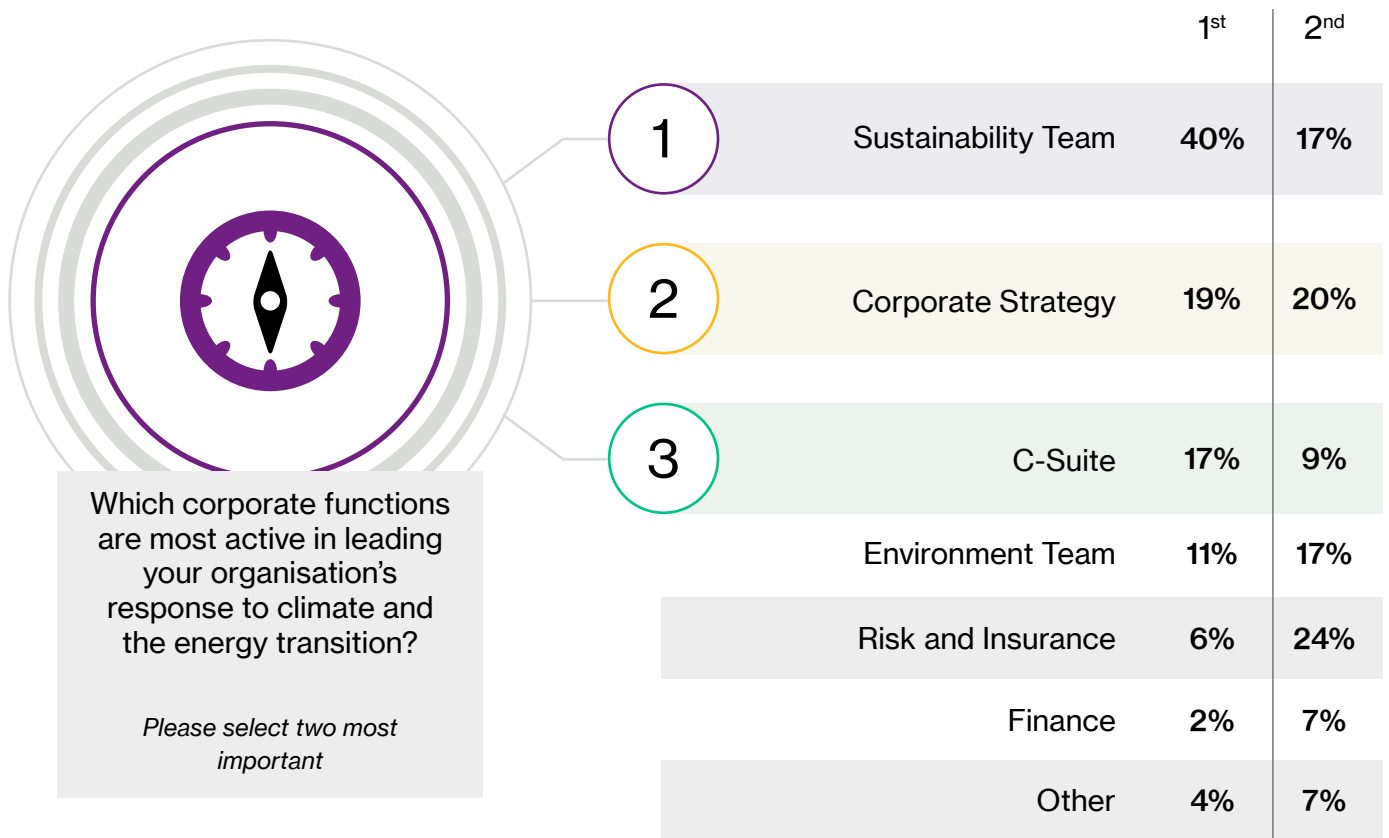 1st 2nd
1 Sustainability Team 40% 17%
2 Corporate Strategy 19% 20%
3 C-Suite 17% 9%
Environment Team 11% 17%
Risk and Insurance 6% 24%
Finance 2% 7%
Other 4% 7%
Which corporate functions
are most active in leading
your organisation’s
response to climate and
the energy transition?
Please select two most
important